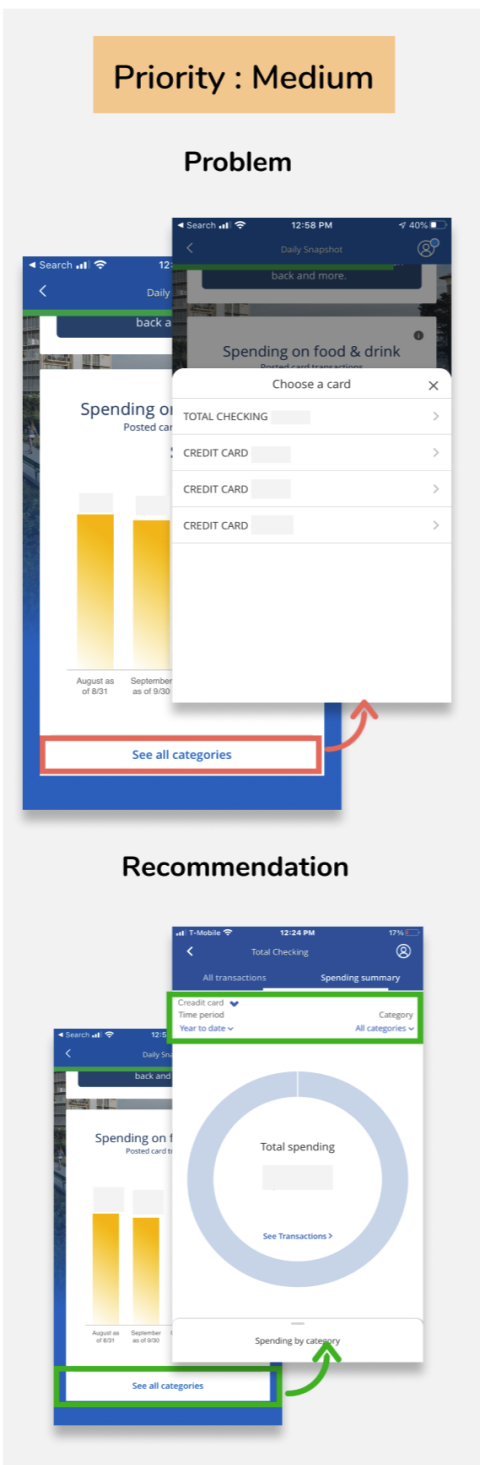 Priority : Medium
Problem
Search
12:58 PM
40%
Daily Snapshot
back and more.
Spending on food & drink
Posted card transactions
Choose a card
TOTAL CHECKING
CREDIT CARD
CREDIT CARD
CREDIT CARD
Search
12:
Daily
back a
Spending o
Posted car
August as
of 8/31
September
as of 9/30
See all categories
Recommendation
T-Mobile
12:24 PM
17%
Total Checking
All transactions
Spending summary
Creadit card
Time period
Category
Year to date
All categories
Total spending
See Transactions >
Spending by category
Search
12:5
Daily Sn
back and
Spending on f
Posted card t
August as
of 8/31
September
as of 9/30
See all categories